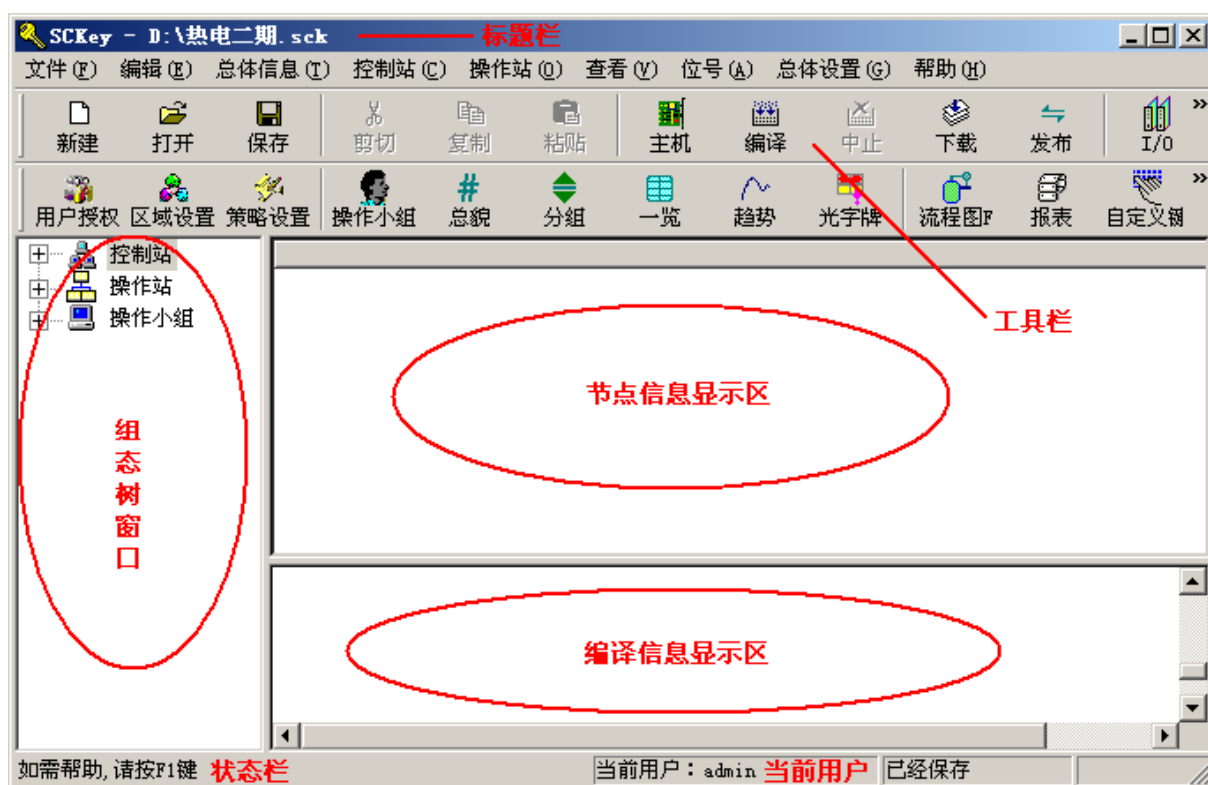 SCKey - D:\热电二期.sck 标题栏
文件(F) 编辑(E) 总体信息(T) 控制站(C) 操作站(O) 查看(V) 位号(A) 总体设置(G) 帮助(H)
新建 打开 保存 剪切 复制 粘贴 主机 编译 中止 下载 发布 I/O
用户授权 区域设置 策略设置 操作小组 总貌 分组 一览 趋势 光字牌 流程图F 报表 自定义键
控制站
操作站
操作小组
工具栏
节点信息显示区
组
态
树
窗
口
编译信息显示区
如需帮助,请按F1键 状态栏 当前用户：admin 当前用户 已经保存